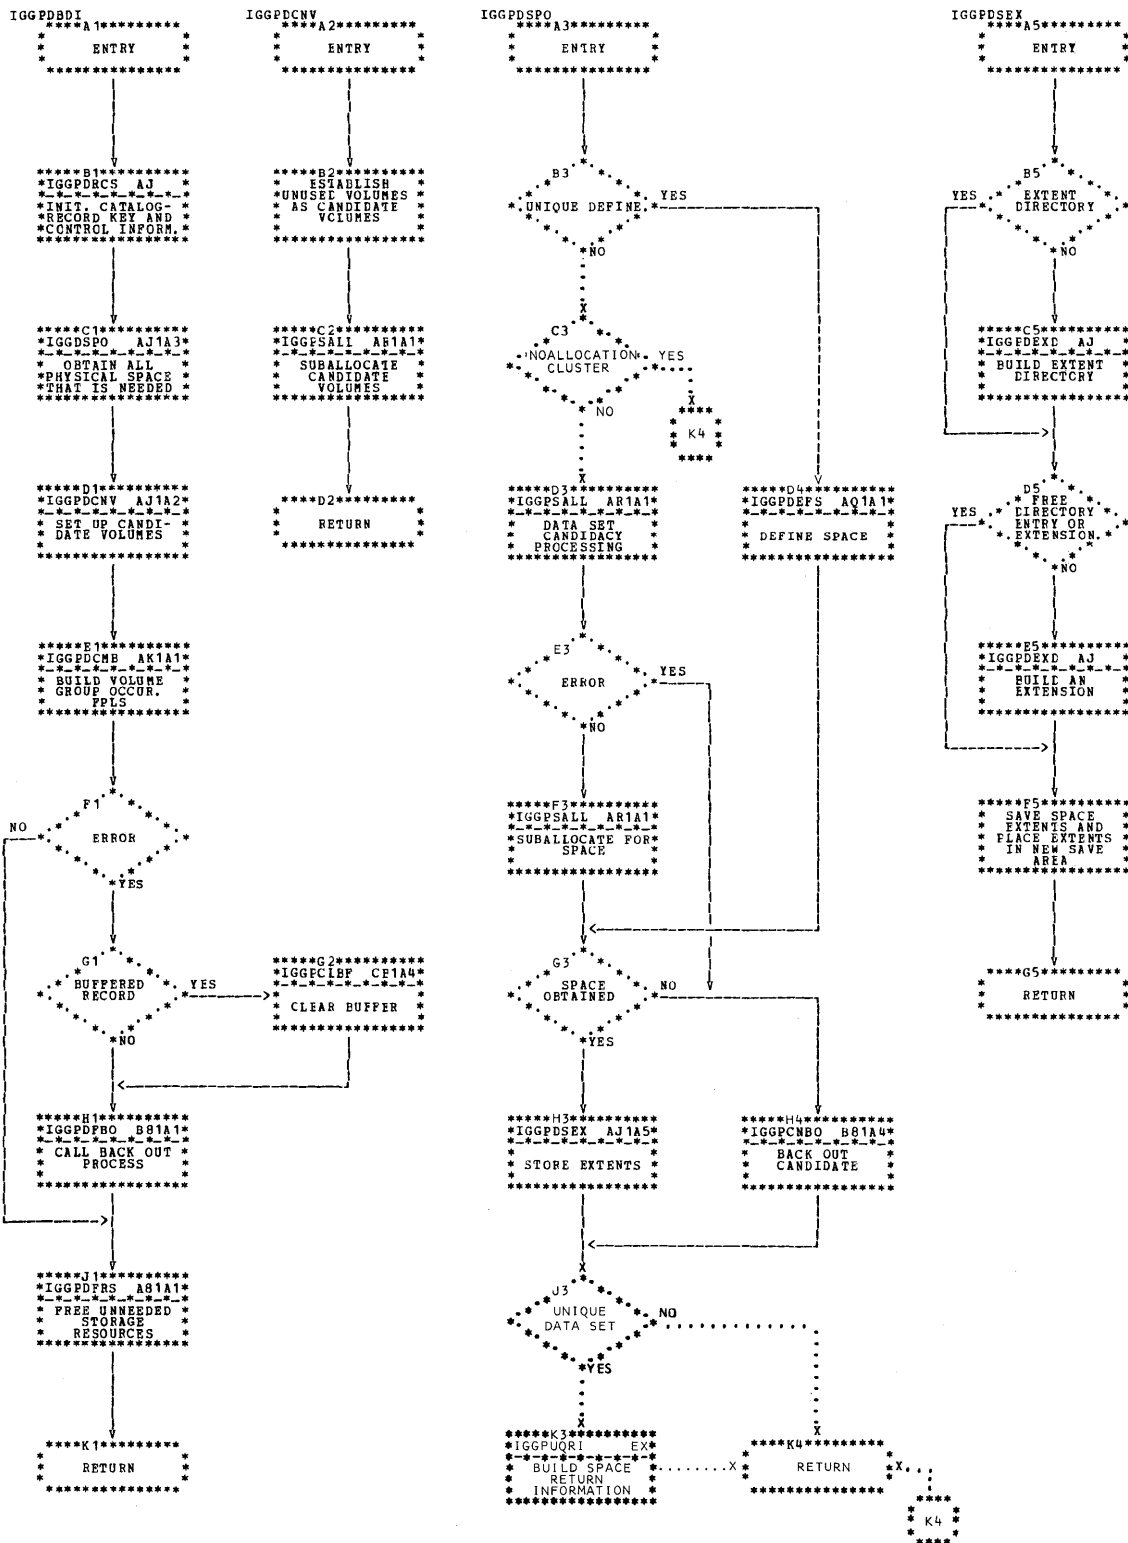 IGGPDBDI
A1
ENTRY
B1
IGGPDRCS AJ
INIT. CATALOG-
RECORD KEY AND
CONTROL INFORM.
C1
IGGDSPO AJ1A3
OBTAIN ALL
PHYSICAL SPACE
THAT IS NEEDED
D1
IGGPDCNV AJ1A2
SET UP CANDI-
DATE VOLUMES
E1
IGGPDCMB AK1A1
BUILD VOLUME
GROUP OCCUR.
FPLS
F1
ERROR
NO
YES
G1
BUFFERED
RECORD
YES
NO
G2
IGGPCLBF CE1A4
CLEAR BUFFER
H1
IGGPDFBO B81A1
CALL BACK OUT
PROCESS
J1
IGGPDFRS A81A1
FREE UNNEEDED
STORAGE
RESOURCES
K1
RETURN
IGGPDCNV
A2
ENTRY
B2
ESTABLISH
UNUSED VOLUMES
AS CANDIDATE
VOLUMES
C2
IGGPSALL AR1A1
SUBALLOCATE
CANDIDATE
VOLUMES
D2
RETURN
IGGPDSPO
A3
ENTRY
B3
UNIQUE DEFINE
YES
NO
C3
NOALLOCATION
CLUSTER
YES
NO
K4
D3
IGGPSALL AR1A1
DATA SET
CANDIDACY
PROCESSING
D4
IGGPDEFS AQ1A1
DEFINE SPACE
E3
ERROR
YES
NO
F3
IGGPSALL AR1A1
SUBALLOCATE FOR
SPACE
G3
SPACE
OBTAINED
NO
YES
H3
IGGPDSEX AJ1A5
STORE EXTENTS
H4
IGGPCNBO B81A4
BACK OUT
CANDIDATE
J3
UNIQUE
DATA SET
NO
YES
K3
IGGPUQRI EX
BUILD SPACE
RETURN
INFORMATION
K4
RETURN
K4
IGGPDSEX
A5
ENTRY
B5
EXTENT
DIRECTORY
YES
NO
C5
IGGPDEXD AJ
BUILD EXTENT
DIRECTORY
D5
FREE
DIRECTORY
ENTRY OR
EXTENSION.
YES
NO
E5
IGGPDEXD AJ
BUILD AN
EXTENSION
F5
SAVE SPACE
EXTENTS AND
PLACE EXTENTS
IN NEW SAVE
AREA
G5
RETURN